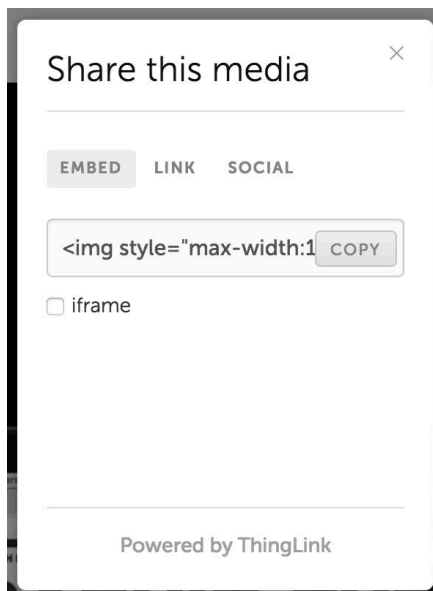 Share this media
EMBED LINK SOCIAL
<img style="max-width:1 COPY
iframe
Powered by ThingLink